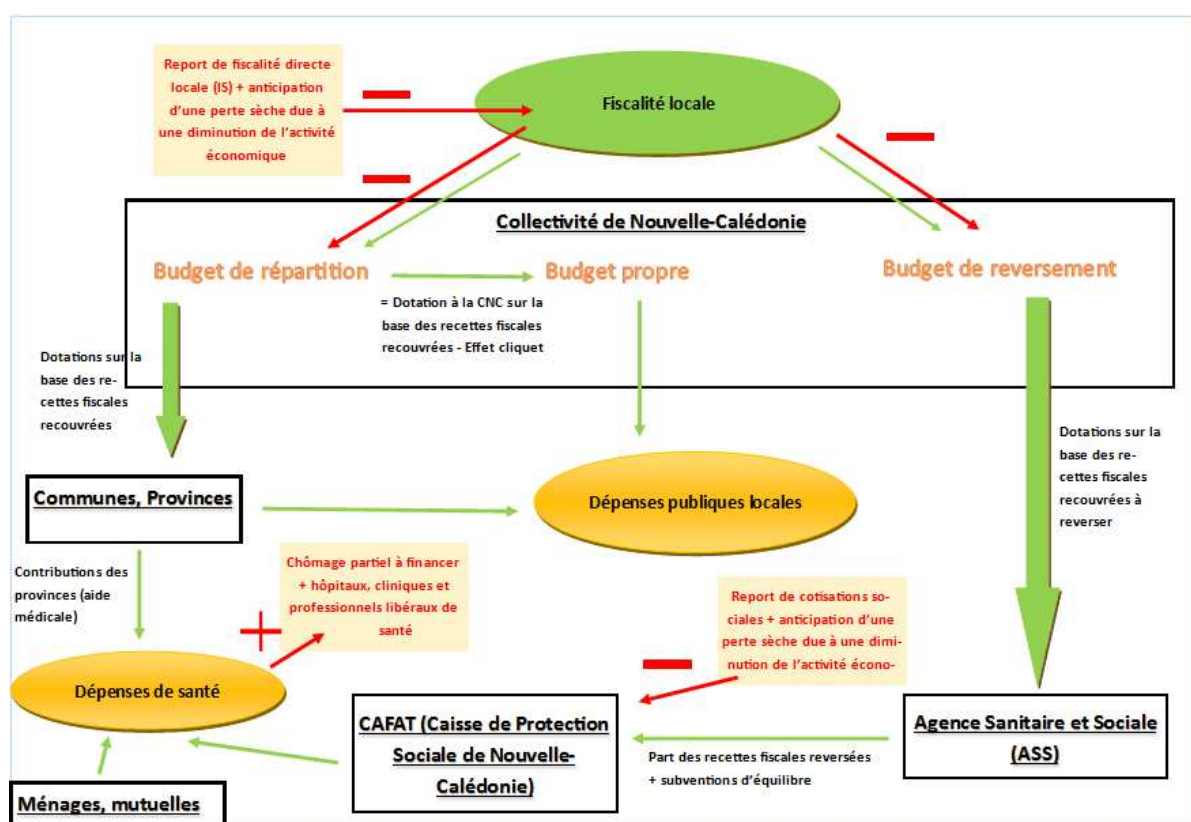 Report de fiscalité directe
locale (IS) + anticipation
d'une perte sèche due à
une diminution de l'activité
économique
Fiscalité locale
Collectivité de Nouvelle-Calédonie
Budget de répartition
Budget propre
Budget de reversement
= Dotation à la CNC sur la
base des recettes fiscales
recouvrées - Effet cliquet
Dotations sur la
base des re-
cettes fiscales
recouvrées
Dotations sur la
base des re-
cettes fiscales
recouvrées à
reverser
Communes, Provinces
Dépenses publiques locales
Contributions des
provinces (aide
médicale)
Chômage partiel à financer
+ hôpitaux, cliniques et
professionnels libéraux de
santé
Report de cotisations so-
ciales + anticipation d'une
perte sèche due à une dimi-
nution de l'activité écono-
Dépenses de santé
CAFAT (Caisse de Protection
Sociale de Nouvelle-
Calédonie)
Part des recettes fiscales reversées
+ subventions d'équilibre
Agence Sanitaire et Sociale
(ASS)
Ménages, mutuelles